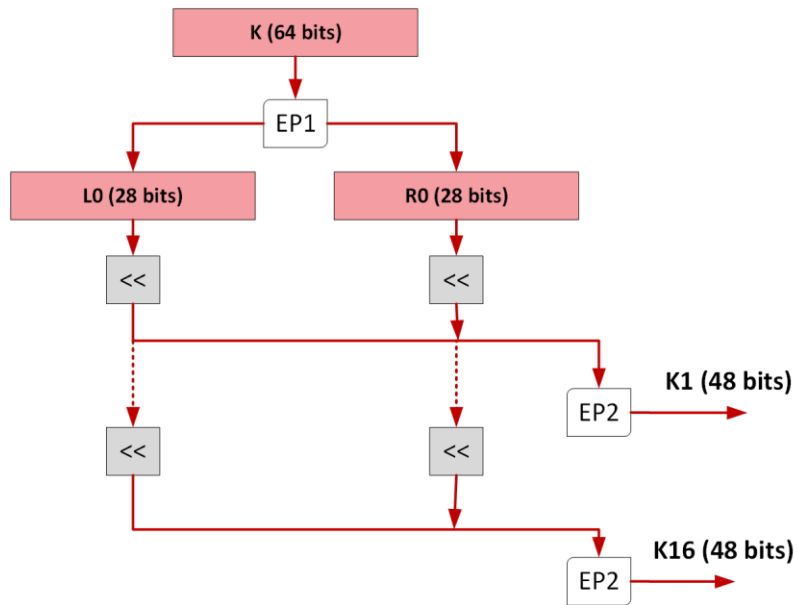 K (64 bits)
EP1
L0 (28 bits)
R0 (28 bits)
<<
<<
K1 (48 bits)
EP2
<<
<<
K16 (48 bits)
EP2